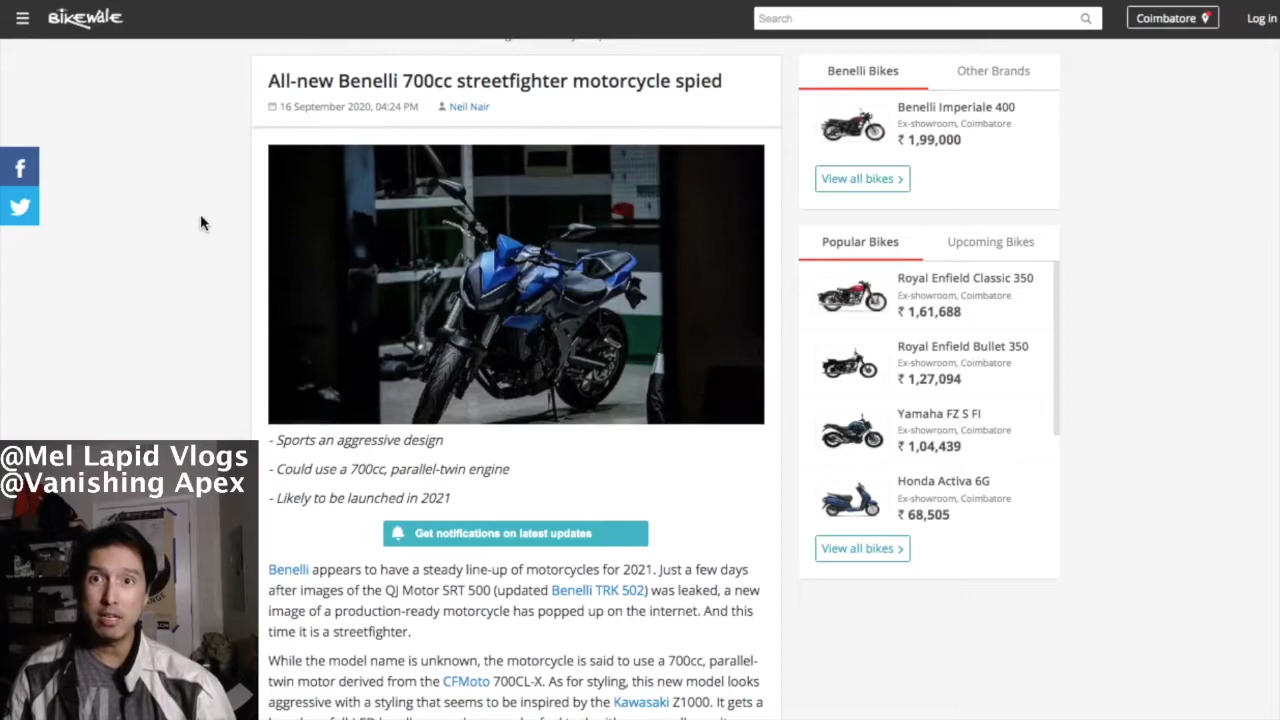 BikeWale
Search
Coimbatore
Log in
All-new Benelli 700cc streetfighter motorcycle spied
16 September 2020, 04:24 PM Neil Nair
- Sports an aggressive design
- Could use a 700cc, parallel-twin engine
- Likely to be launched in 2021
Get notifications on latest updates
Benelli appears to have a steady line-up of motorcycles for 2021. Just a few days
after images of the QJ Motor SRT 500 (updated Benelli TRK 502) was leaked, a new
image of a production-ready motorcycle has popped up on the internet. And this
time it is a streetfighter.
While the model name is unknown, the motorcycle is said to use a 700cc, parallel-
twin motor derived from the CFMoto 700CL-X. As for styling, this new model looks
aggressive with a styling that seems to be inspired by the Kawasaki Z1000. It gets a
Benelli Bikes Other Brands
Benelli Imperiale 400
Ex-showroom, Coimbatore
₹ 1,99,000
View all bikes
Popular Bikes Upcoming Bikes
Royal Enfield Classic 350
Ex-showroom, Coimbatore
₹ 1,61,688
Royal Enfield Bullet 350
Ex-showroom, Coimbatore
₹ 1,27,094
Yamaha FZ S FI
Ex-showroom, Coimbatore
₹ 1,04,439
Honda Activa 6G
Ex-showroom, Coimbatore
₹ 68,505
View all bikes
@Mel Lapid Vlogs
@Vanishing Apex